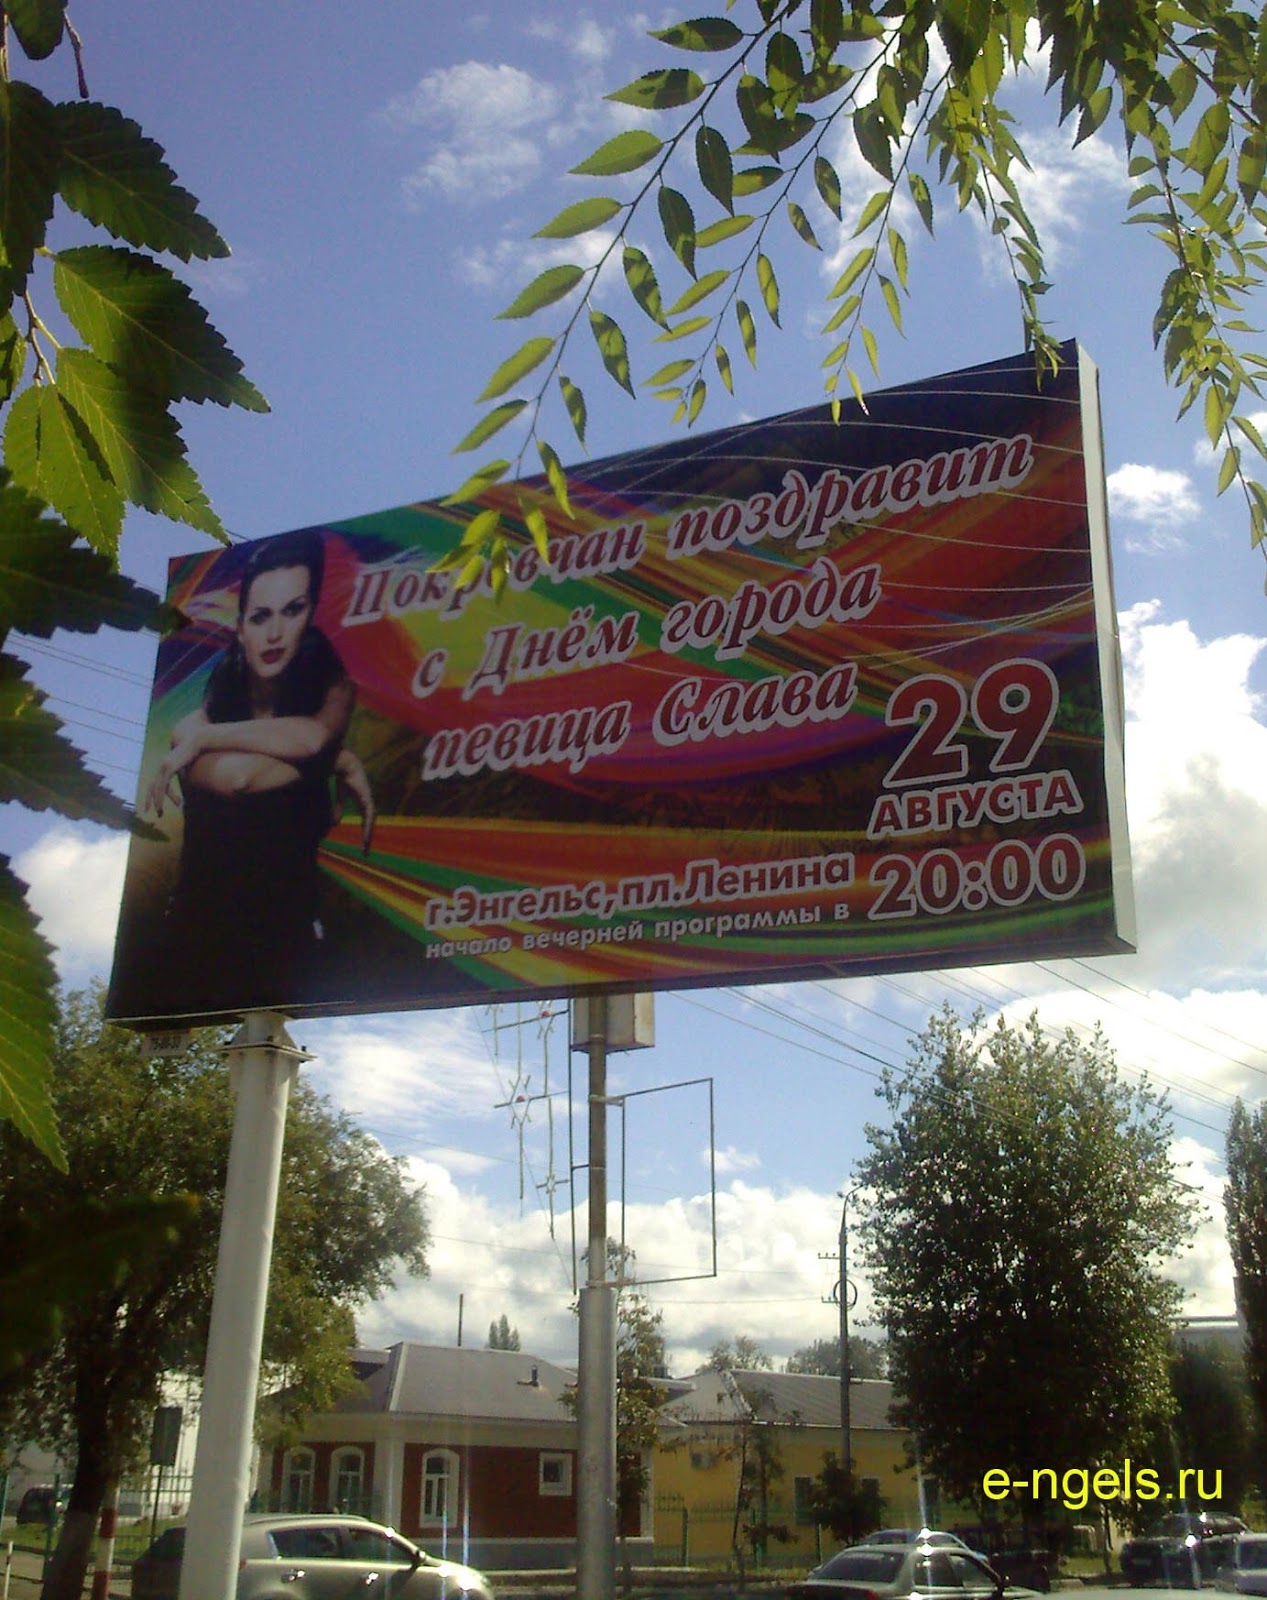 Покровчан поздравит
с Днём города
певица Слава
29
АВГУСТА
г.Энгельс,пл.Ленина
начало вечерней программы в 20:00
e-ngels.ru